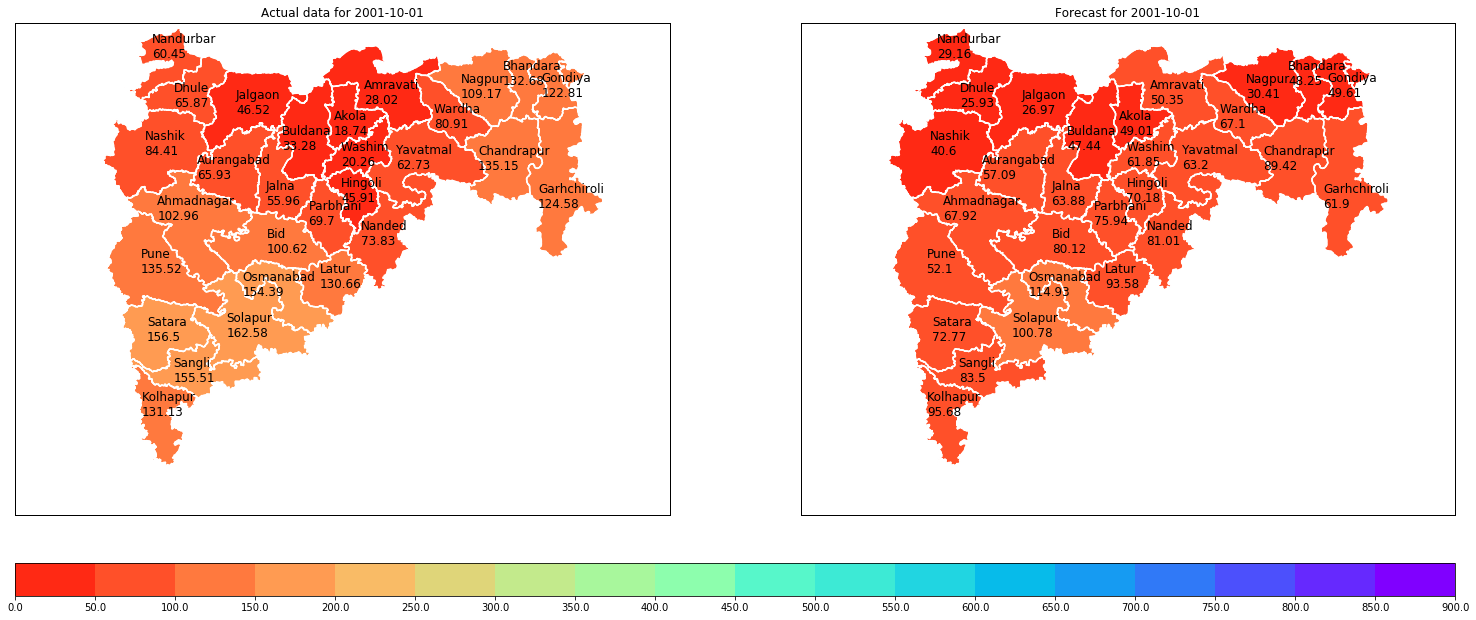 Actual data for 2001-10-01
Nandurbar
60.45
Dhule
65.87
Jalgaon
46.52
Nashik
84.41
Aurangabad
65.93
Buldana
33.28
Akola
18.74
Amravati
28.02
Washim
20.26
Wardha
80.91
Nagpur
109.17
Bhandara
132.68
Gondiya
122.81
Yavatmal
62.73
Chandrapur
135.15
Garhchiroli
124.58
Jalna
55.96
Hingoli
45.91
Parbhani
69.7
Nanded
73.83
Ahmadnagar
102.96
Bid
100.62
Pune
135.52
Latur
130.66
Osmanabad
154.39
Solapur
162.58
Satara
156.5
Sangli
155.51
Kolhapur
131.13
Forecast for 2001-10-01
Nandurbar
29.16
Dhule
25.93
Jalgaon
26.97
Nashik
40.6
Aurangabad
57.09
Buldana
47.44
Akola
49.01
Amravati
50.35
Washim
61.85
Wardha
67.1
Nagpur
30.41
Bhandara
48.25
Gondiya
49.61
Yavatmal
63.2
Chandrapur
89.42
Garhchiroli
61.9
Jalna
63.88
Hingoli
70.18
Parbhani
75.94
Nanded
81.01
Ahmadnagar
67.92
Bid
80.12
Pune
52.1
Latur
93.58
Osmanabad
114.93
Solapur
100.78
Satara
72.77
Sangli
83.5
Kolhapur
95.68
0.0 50.0 100.0 150.0 200.0 250.0 300.0 350.0 400.0 450.0 500.0 550.0 600.0 650.0 700.0 750.0 800.0 850.0 900.0